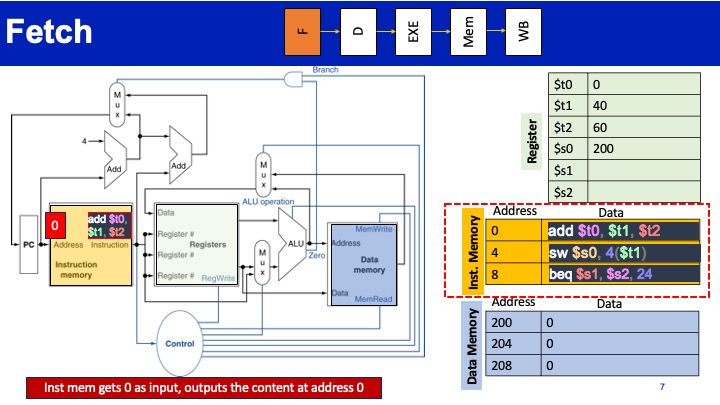 Fetch
F
D
EXE
Mem
WB
Branch
M
u
x
4
Add
Add
M
u
x
ALU operation
0
add $t0,
$t1, $t2
PC
Address Instruction
Instruction
memory
Data
Register #
Register #
Registers
Register #
RegWrite
M
u
x
ALU
Zero
MemWrite
Address
Data
memory
Data
MemRead
Control
Inst mem gets 0 as input, outputs the content at address 0
Register
$t0 0
$t1 40
$t2 60
$s0 200
$s1
$s2
Inst. Memory
Address Data
0 add $t0, $t1, $t2
4 sw $s0, 4($t1)
8 beq $s1, $s2, 24
Data Memory
Address Data
200 0
204 0
208 0
7